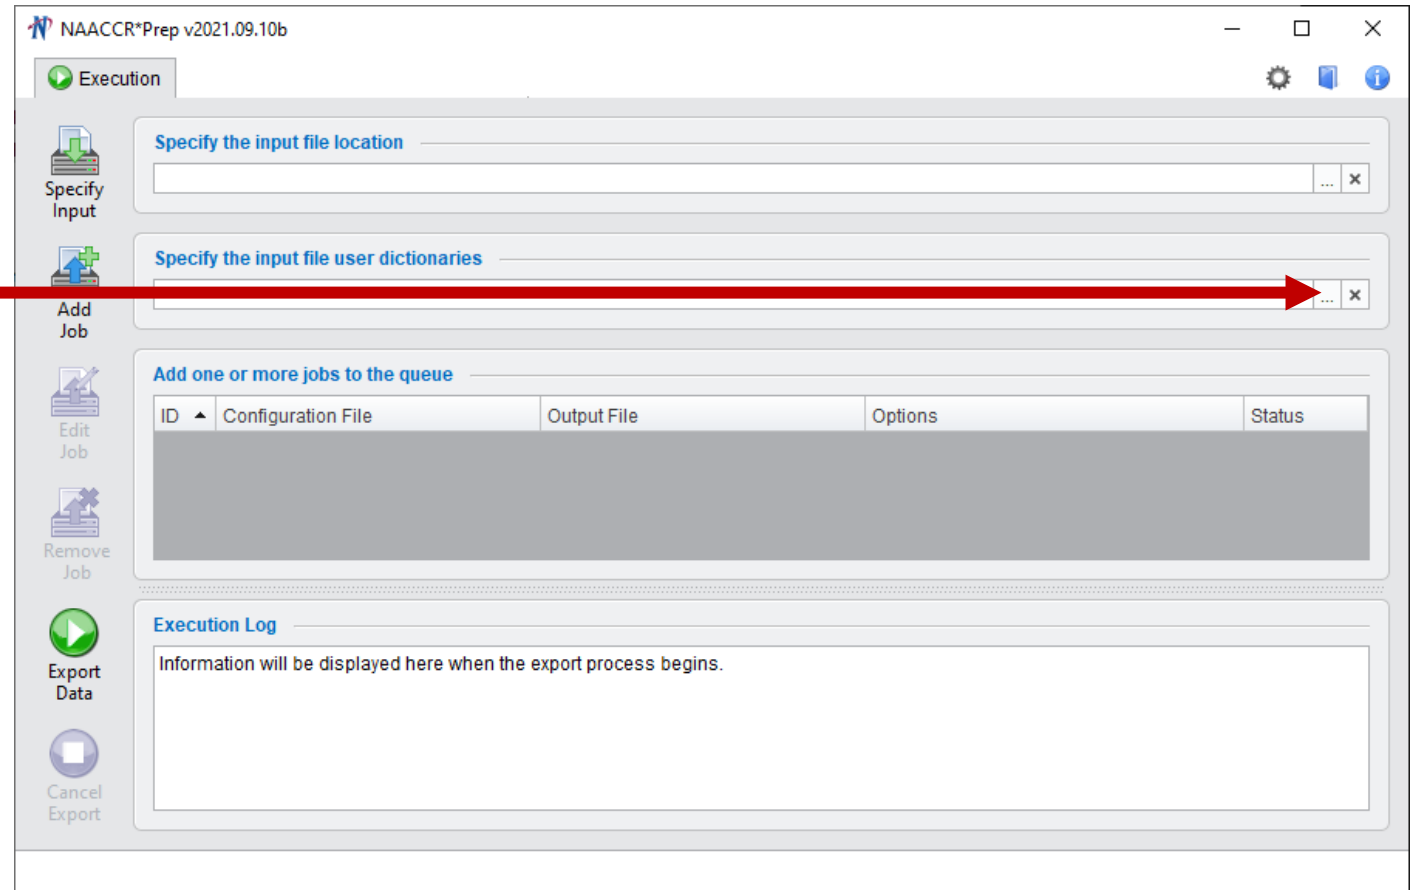 NAACCR*Prep v2021.09.10b
Execution
Specify
Input
Add
Job
Edit
Job
Remove
Job
Export
Data
Cancel
Export
Specify the input file location
...
Specify the input file user dictionaries
...
Add one or more jobs to the queue
ID Configuration File Output File Options Status
Execution Log
Information will be displayed here when the export process begins.